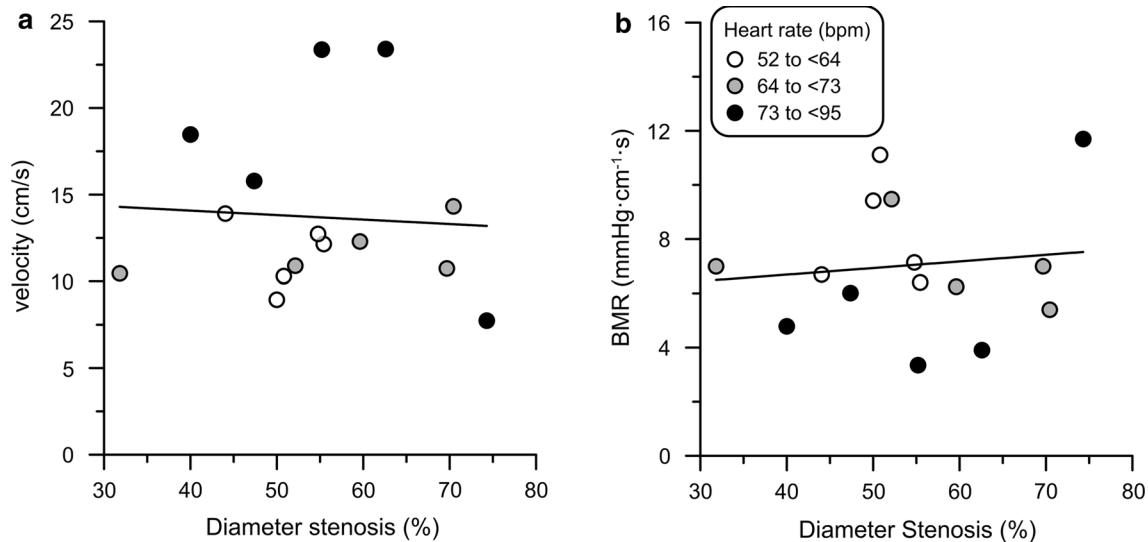 a
25
20
15
10
5
0
velocity (cm/s)
30 40 50 60 70 80
Diameter stenosis (%)
b
16
12
8
4
0
BMR (mmHg·cm⁻¹·s)
Heart rate (bpm)
52 to <64
64 to <73
73 to <95
30 40 50 60 70 80
Diameter Stenosis (%)